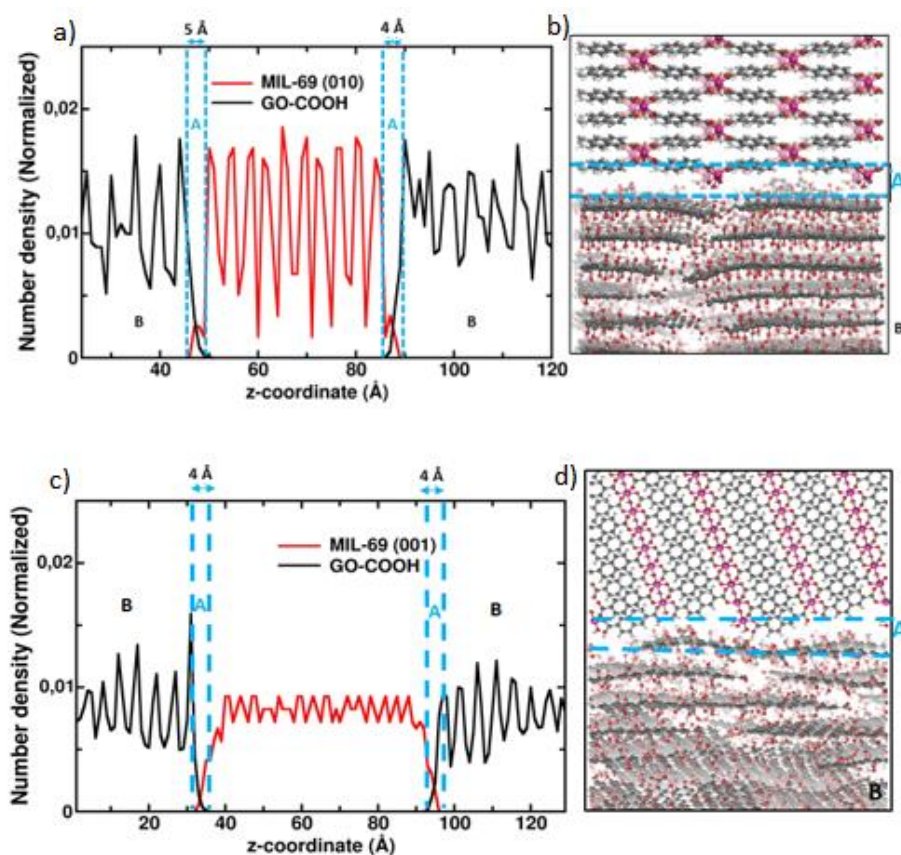 a)
5 Å
4 Å
b)
0,02
MIL-69 (010)
GO-COOH
A
A
0,01
B
B
0
40
60
80
100
120
z-coordinate (Å)
Number density (Normalized)
A
B
c)
4 Å
4 Å
d)
0,02
MIL-69 (001)
GO-COOH
B
A
A
B
0,01
0
20
40
60
80
100
120
z-coordinate (Å)
Number density (Normalized)
A
B